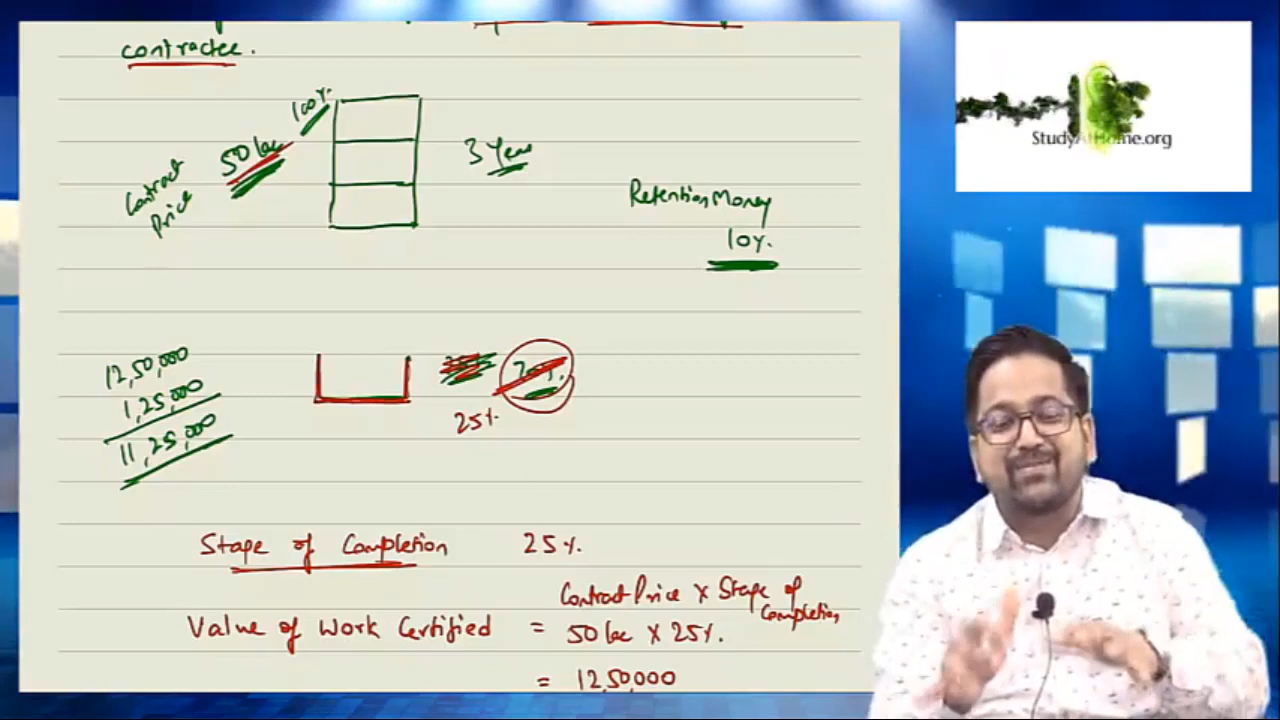 contractee.
100%
50 lac
Contract
Price
3 Year
Retention Money
10%
12,50,000
1,25,000
11,25,000
25%
Stage of Completion 25%
Contract Price x Stage of
Completion
Value of Work Certified = 50 lac x 25%
= 12,50,000
StudyAtHome.org